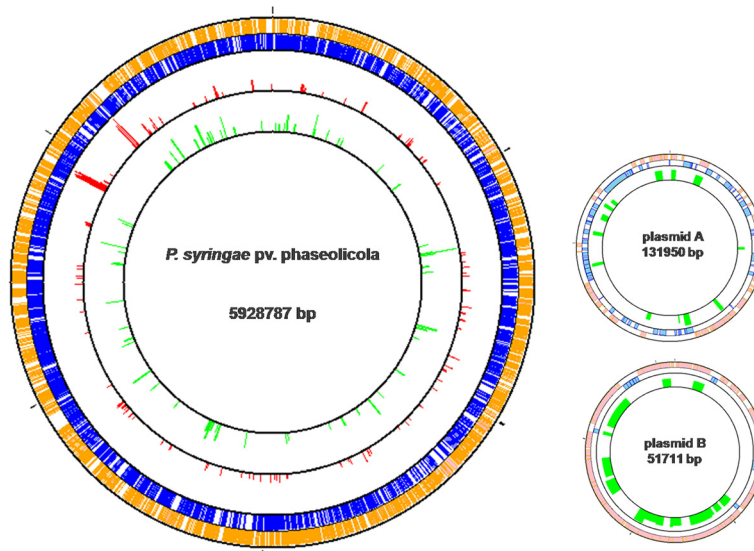 P. syringae pv. phaseolicola
5928787 bp
plasmid A
131950 bp
plasmid B
51711 bp